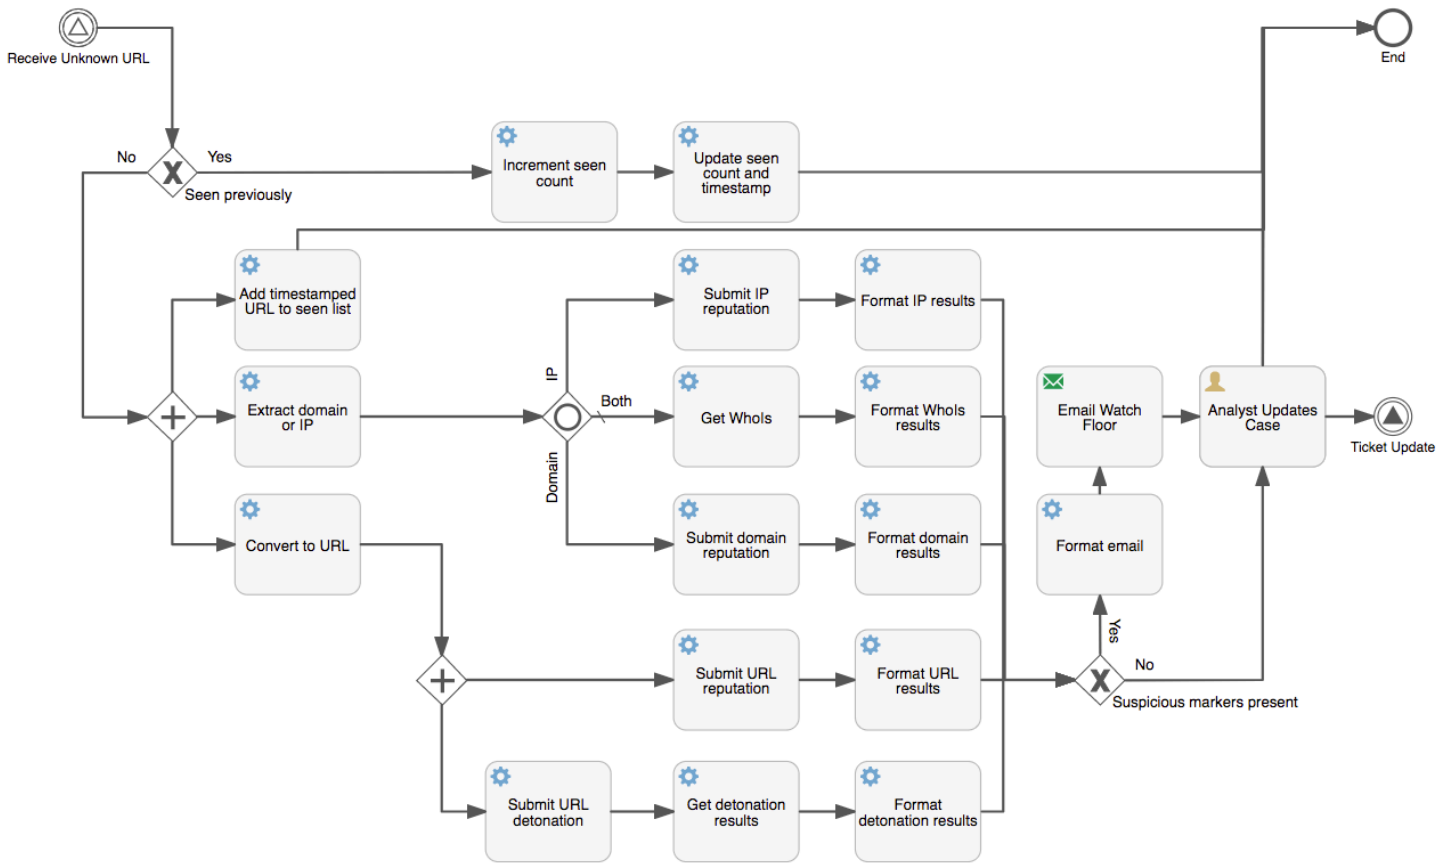 Receive Unknown URL
End
No
Yes
Seen previously
Increment seen
count
Update seen
count and
timestamp
Add timestamped
URL to seen list
Submit IP
reputation
Format IP results
IP
Both
Domain
Extract domain
or IP
Get WhoIs
Format WhoIs
results
Email Watch
Floor
Analyst Updates
Case
Ticket Update
Convert to URL
Submit domain
reputation
Format domain
results
Format email
Yes
No
Suspicious markers present
Submit URL
reputation
Format URL
results
Submit URL
detonation
Get detonation
results
Format
detonation results